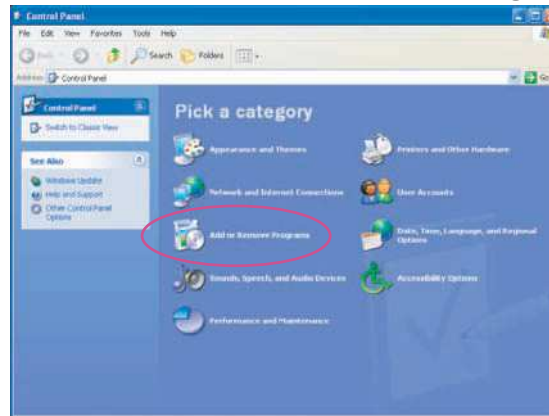 Control Panel
File Edit View Favorites Tools Help
Search Folders
Control Panel Go
Control Panel
Switch to Classic View
See Also
Windows Update
Help and Support
Other Control Panel
Options
Pick a category
Appearance and Themes
Printers and Other Hardware
Network and Internet Connections
User Accounts
Add or Remove Programs
Date, Time, Language, and Regional
Options
Sounds, Speech, and Audio Devices
Accessibility Options
Performance and Maintenance